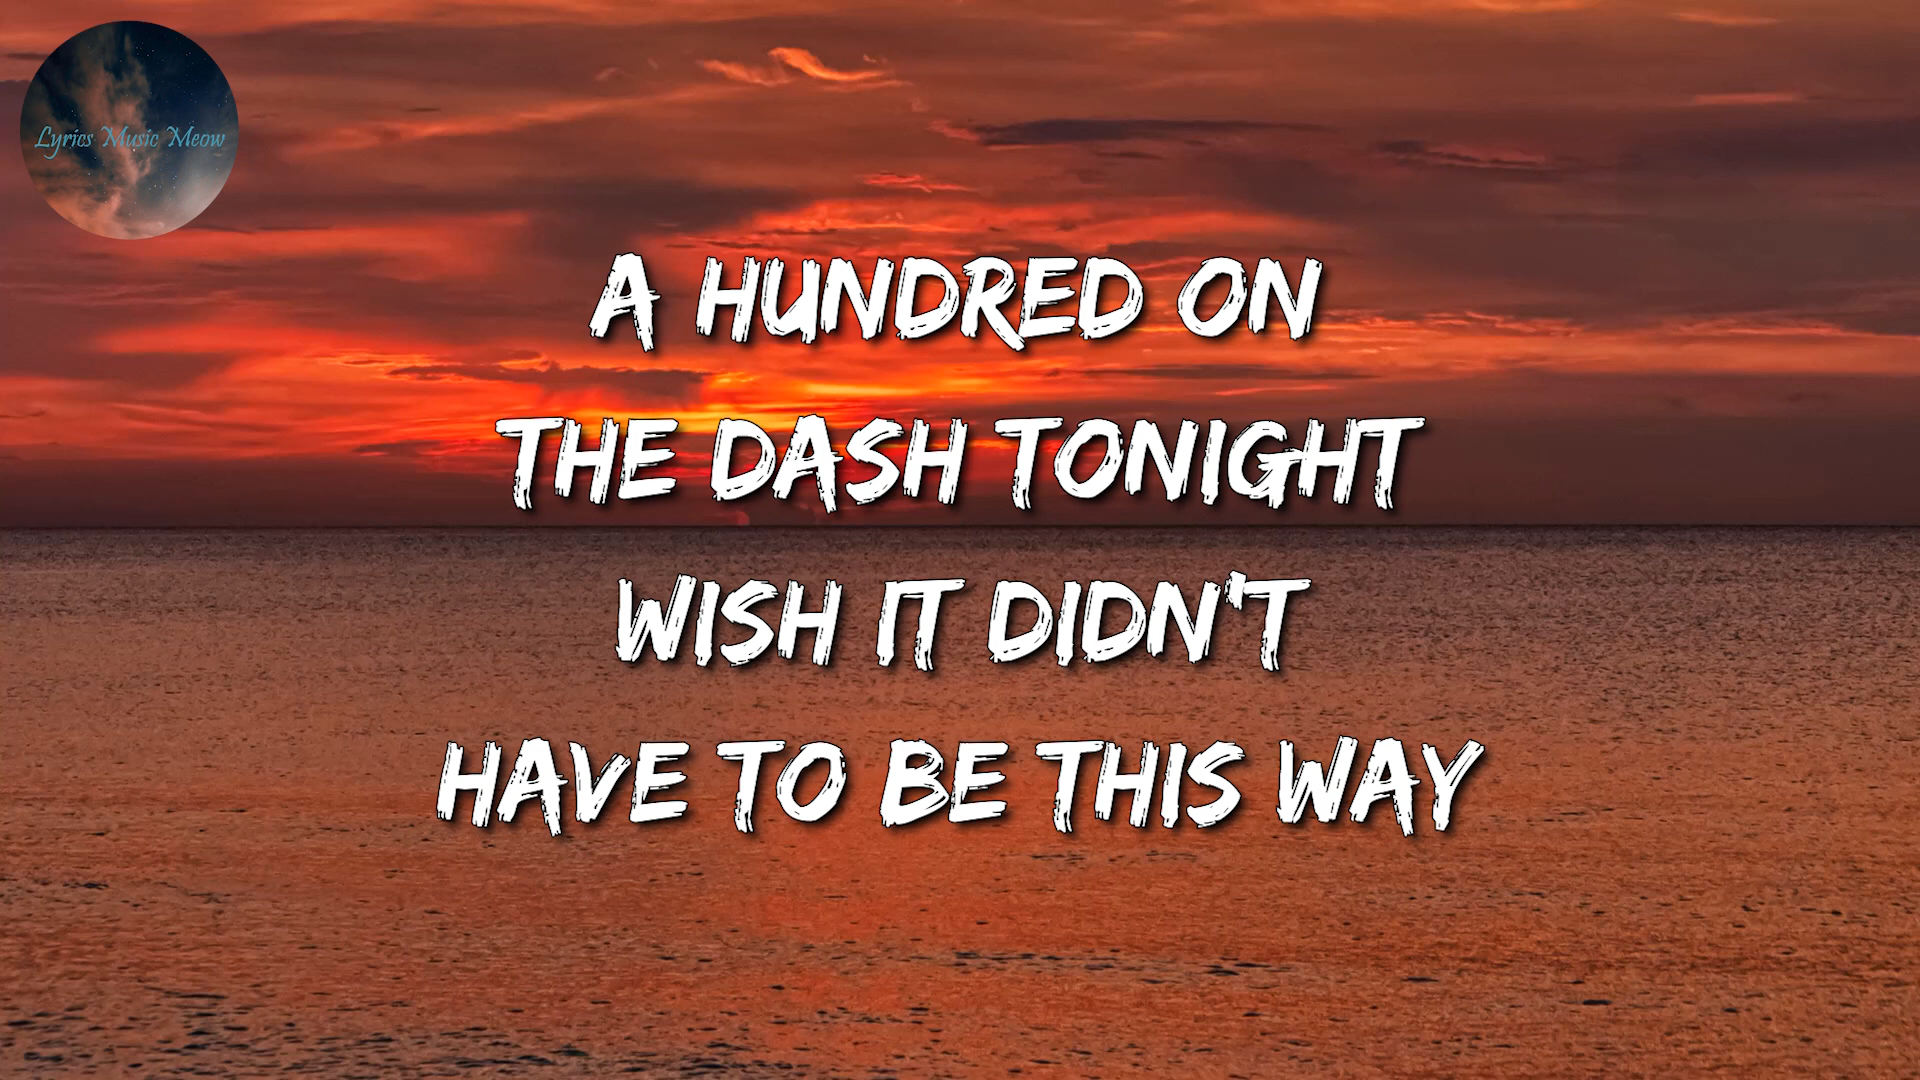 Lyrics Music Meow
A HUNDRED ON
THE DASH TONIGHT
WISH IT DIDN'T
HAVE TO BE THIS WAY